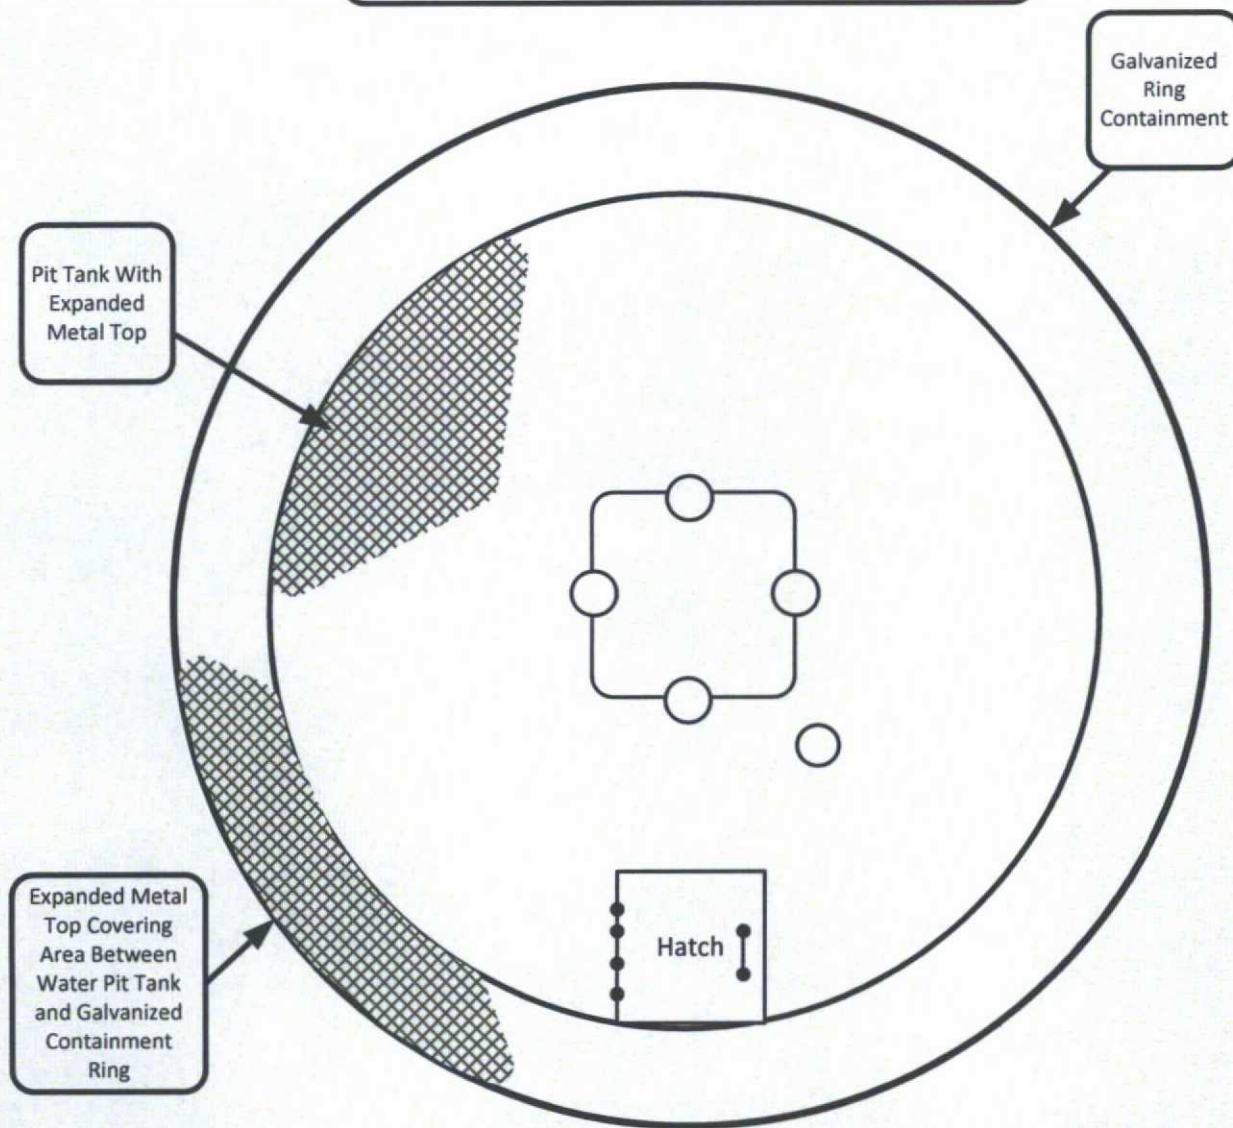 Galvanized
Ring
Containment
Pit Tank With
Expanded
Metal Top
Expanded Metal
Top Covering
Area Between
Water Pit Tank
and Galvanized
Containment
Ring
Hatch